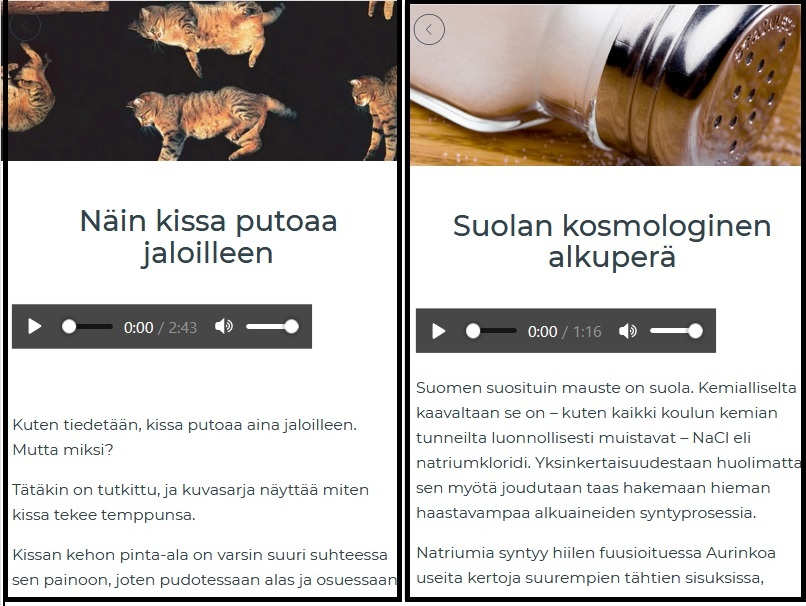 Näin kissa putoaa
jaloilleen
0:00 / 2:43
Kuten tiedetään, kissa putoaa aina jaloilleen.
Mutta miksi?
Tätäkin on tutkittu, ja kuvasarja näyttää miten
kissa tekee temppunsa.
Kissan kehon pinta-ala on varsin suuri suhteessa
sen painoon, joten pudotessaan alas ja osuessaan
Suolan kosmologinen
alkuperä
0:00 / 1:16
Suomen suosituin mauste on suola. Kemialliselta
kaavaltaan se on – kuten kaikki koulun kemian
tunneilta luonnollisesti muistavat – NaCl eli
natriumkloridi. Yksinkertaisuudestaan huolimatta
sen myötä joudutaan taas hakemaan hieman
haastavampaa alkuaineiden syntyprosessia.
Natriumia syntyy hiilen fuusioituessa Aurinkoa
useita kertoja suurempien tähtien sisuksissa,